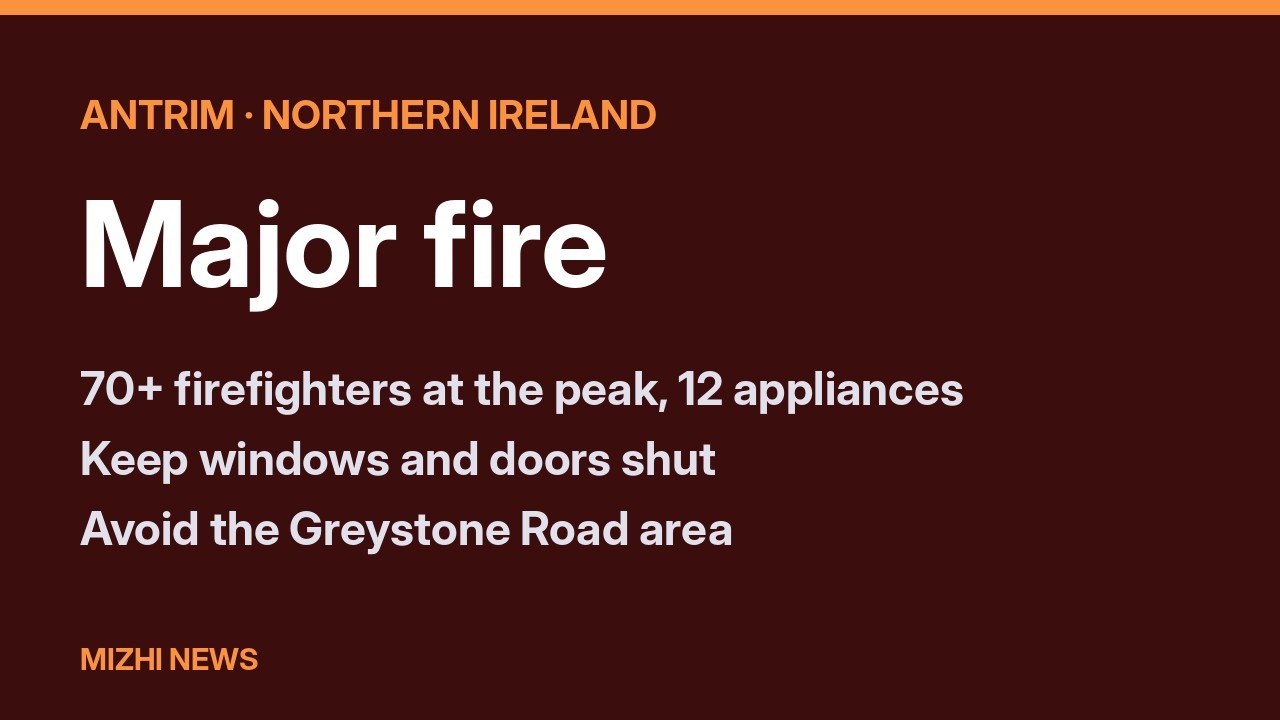 ANTRIM · NORTHERN IRELAND
Major fire
70+ firefighters at the peak, 12 appliances
Keep windows and doors shut
Avoid the Greystone Road area
MIZHI NEWS